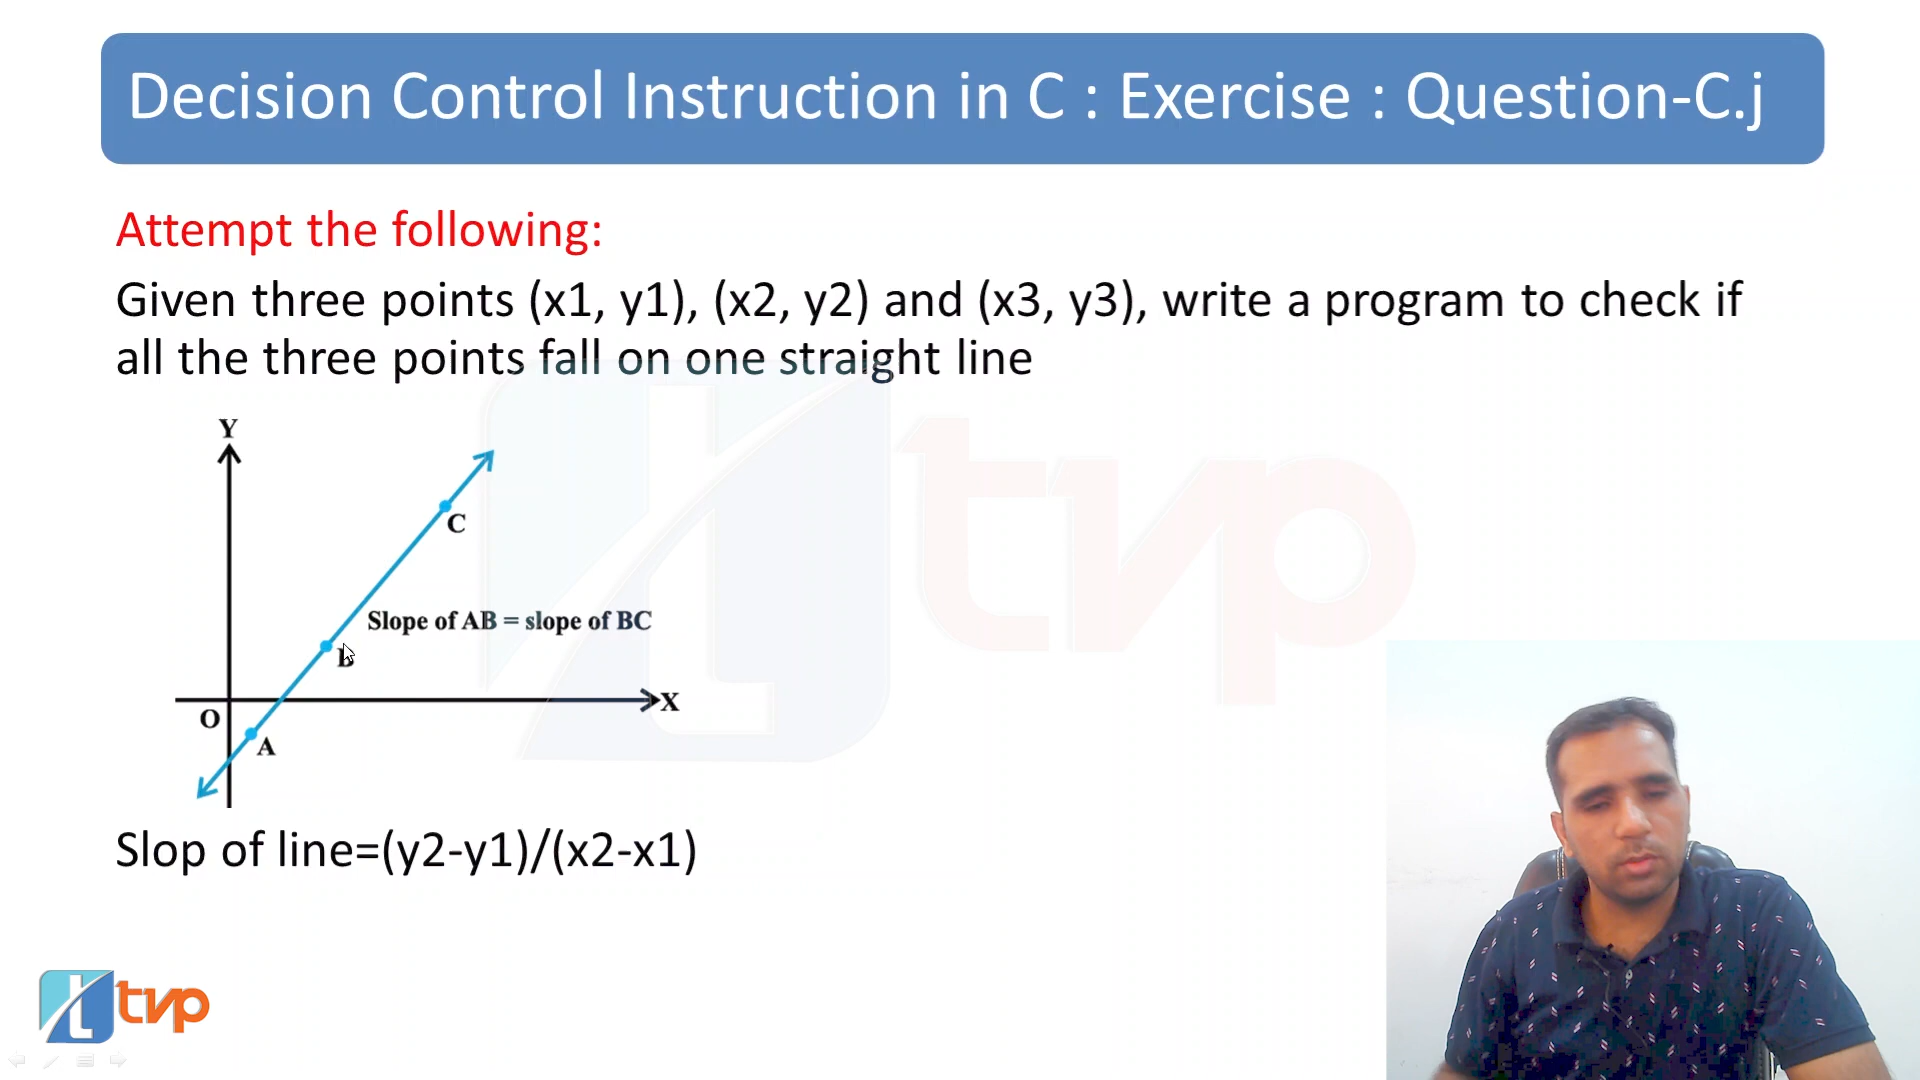 Decision Control Instruction in C : Exercise : Question-C.j
Attempt the following:
Given three points (x1, y1), (x2, y2) and (x3, y3), write a program to check if
all the three points fall on one straight line
Y
C
Slope of AB = slope of BC
B
X
O
A
Slop of line=(y2-y1)/(x2-x1)
tvp
tvp